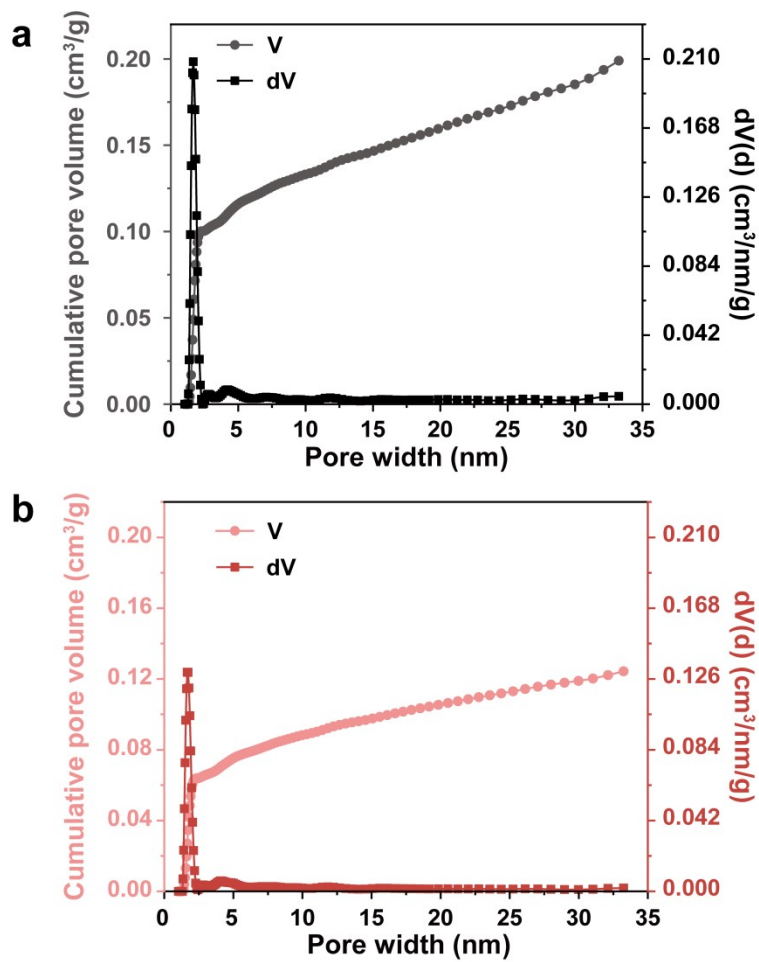 a
V
dV
Cumulative pore volume (cm³/g)
0.20
0.15
0.10
0.05
0.00
0.210
0.168
0.126
0.084
0.042
0.000
dV(d) (cm³/nm/g)
0 5 10 15 20 25 30 35
Pore width (nm)
b
V
dV
Cumulative pore volume (cm³/g)
0.20
0.16
0.12
0.08
0.04
0.00
0.210
0.168
0.126
0.084
0.042
0.000
dV(d) (cm³/nm/g)
0 5 10 15 20 25 30 35
Pore width (nm)